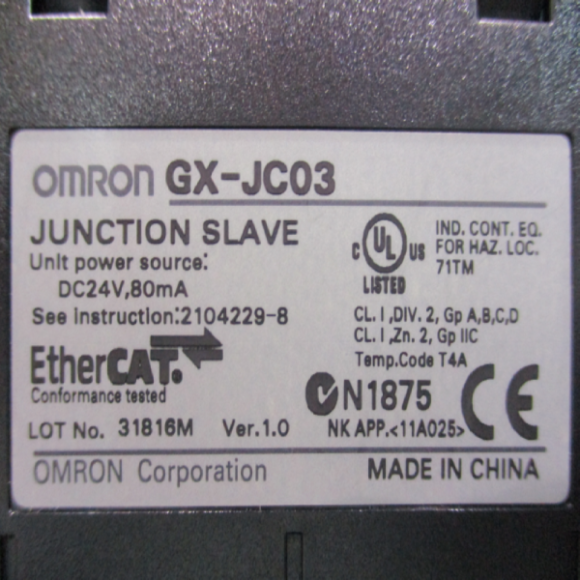 OMRON GX-JC03
JUNCTION SLAVE
Unit power source:
DC24V,80mA
See instruction:2104229-8
EtherCAT.
Conformance tested
LOT No. 31816M Ver.1.0
C UL US
LISTED
IND. CONT. EQ.
FOR HAZ. LOC.
71TM
CL. I ,DIV. 2, Gp A,B,C,D
CL. I ,Zn. 2, Gp IIC
Temp.Code T4A
N1875
CE
NK APP.<11A025>
OMRON Corporation MADE IN CHINA